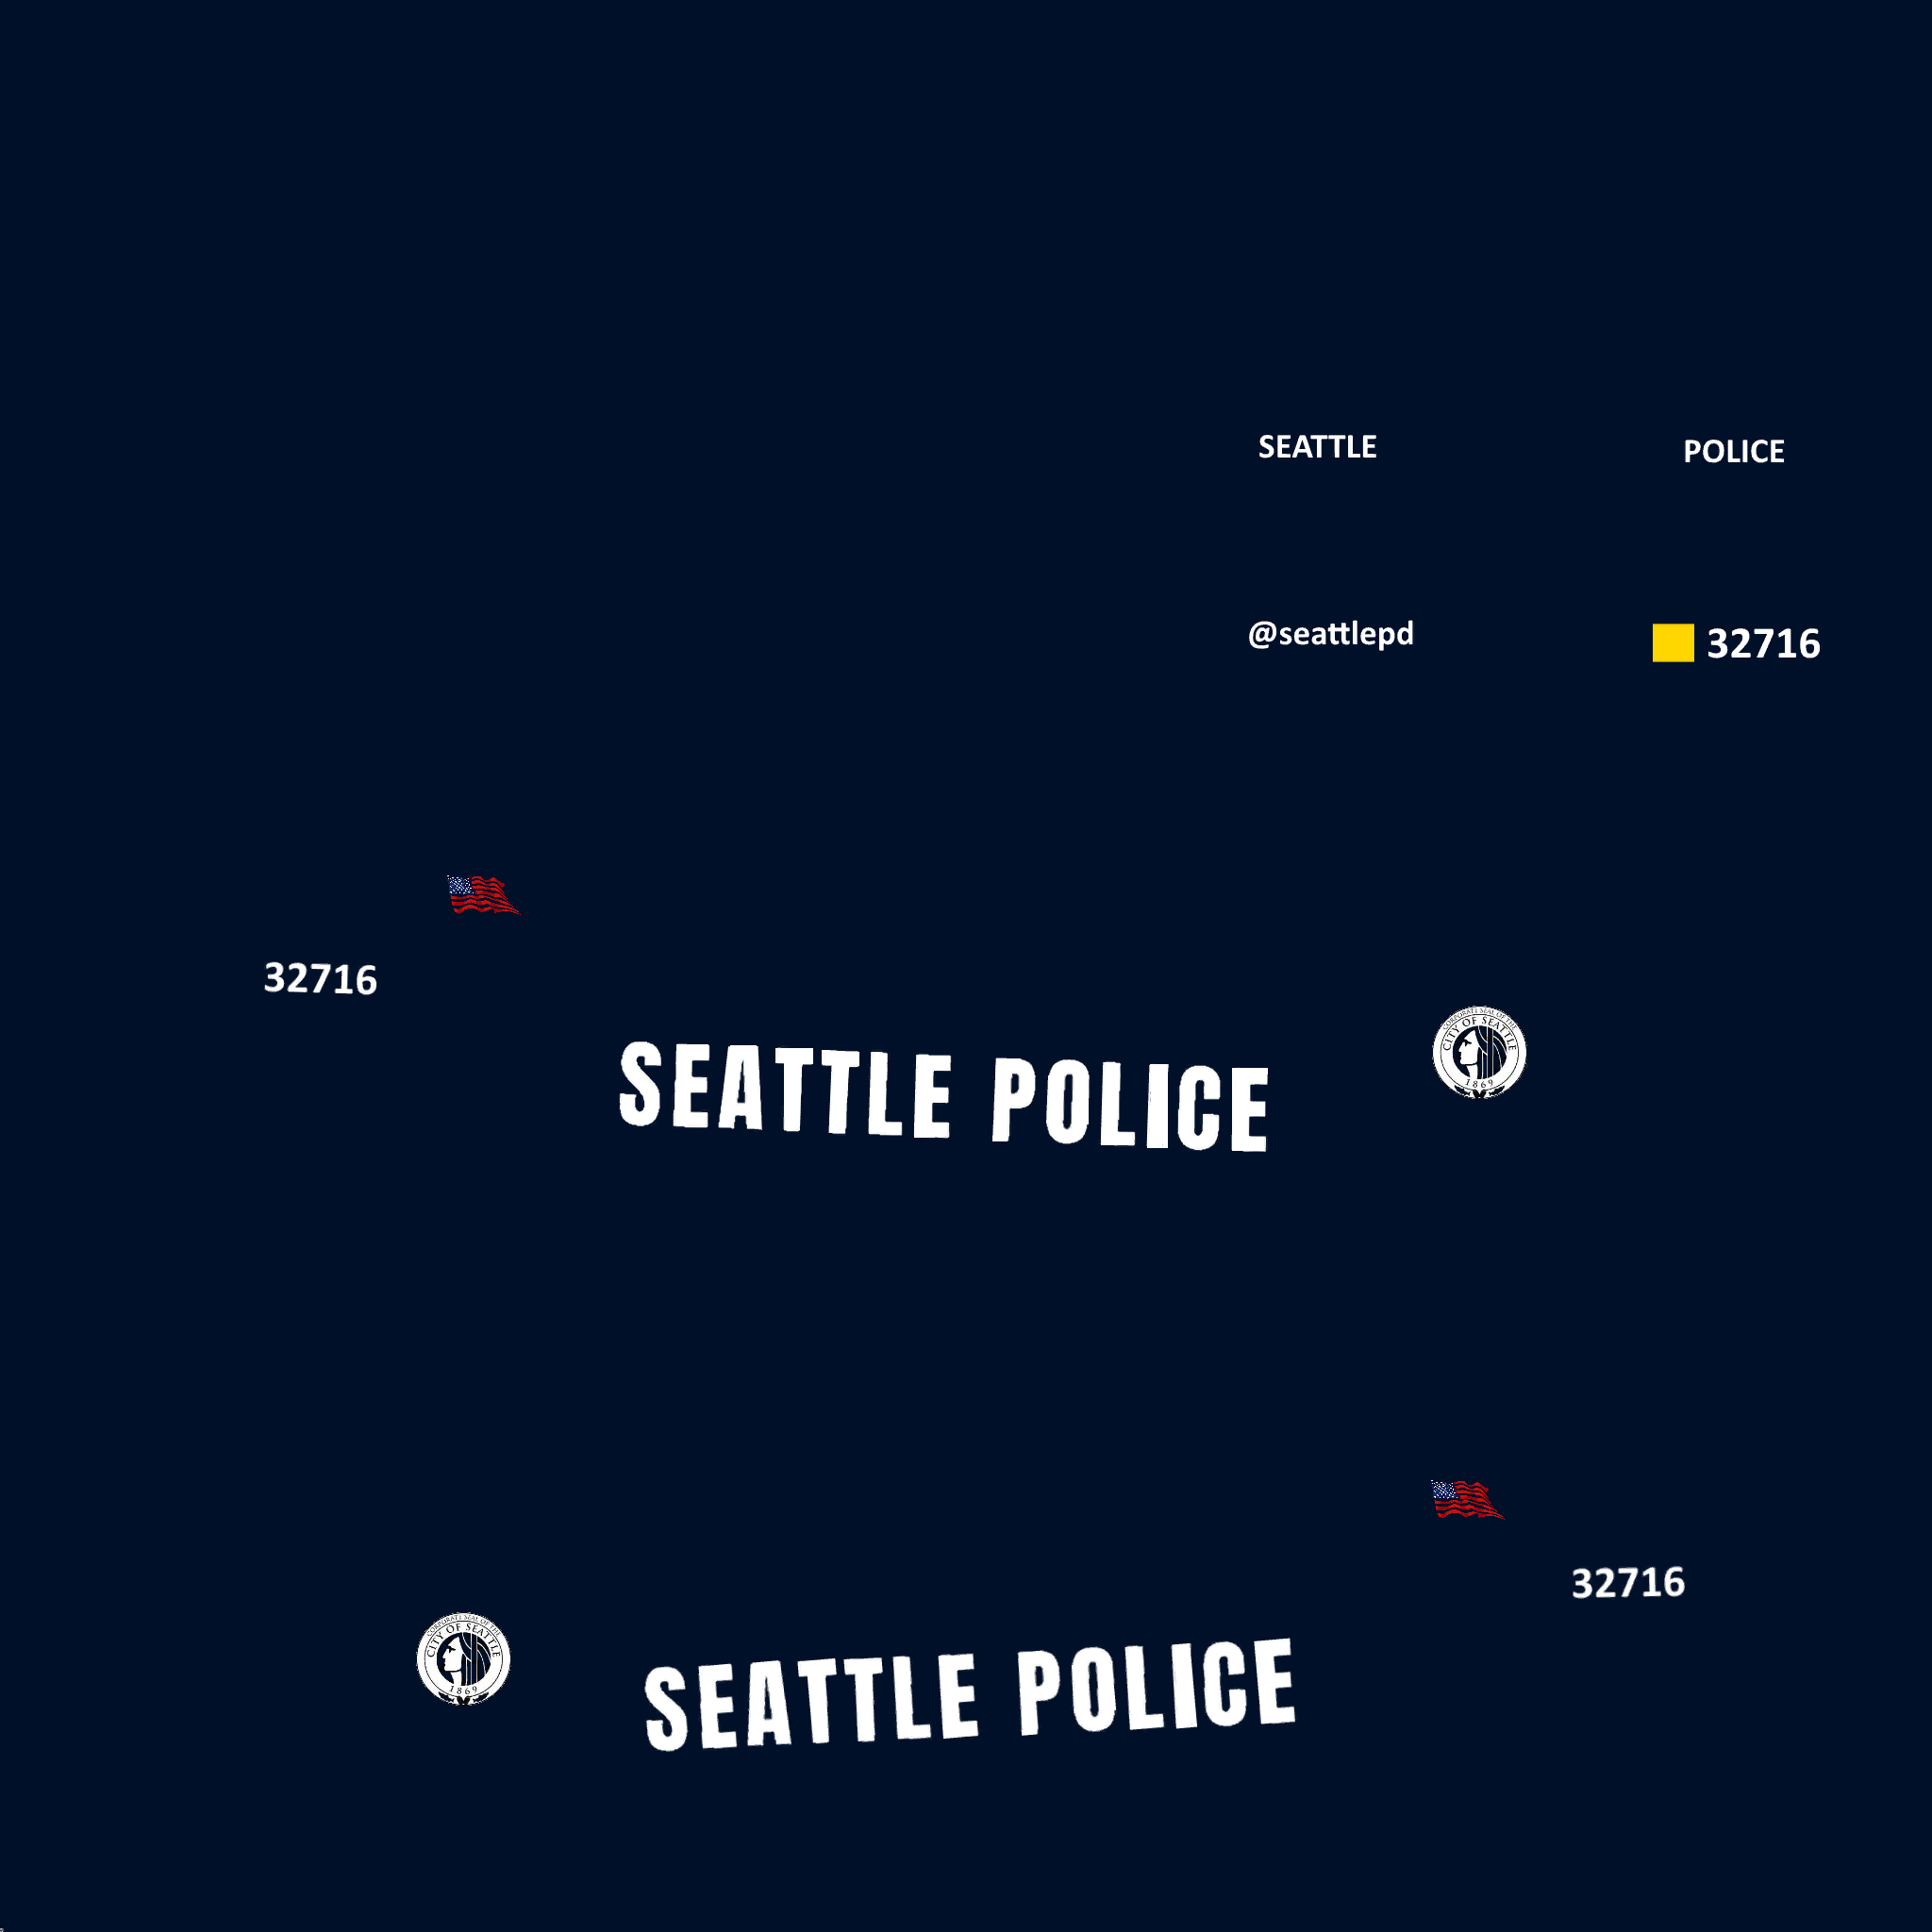 SEATTLE
POLICE
@seattlepd
32716
32716
SEATTLE POLICE
CORPORATE SEAL OF THE
CITY OF SEATTLE
1869
32716
CORPORATE SEAL OF THE
CITY OF SEATTLE
1869
SEATTLE POLICE